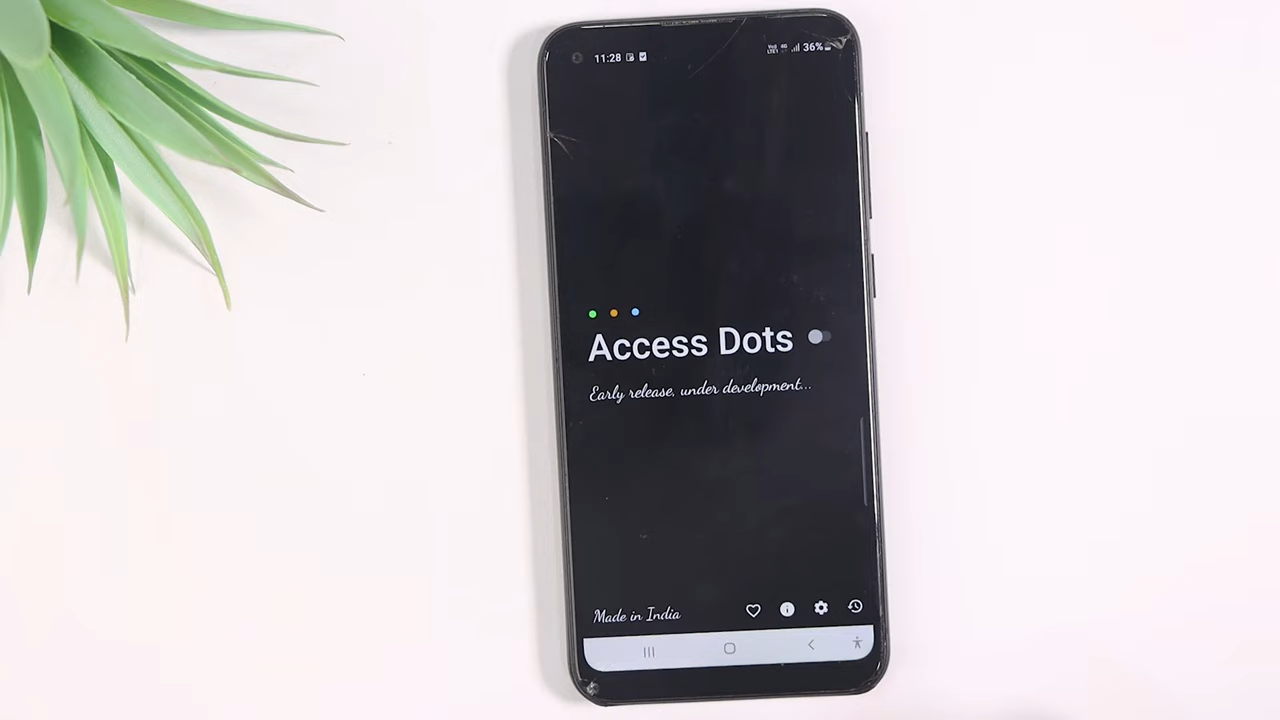 11:28
36%
Access Dots
Early release, under development...
Made in India